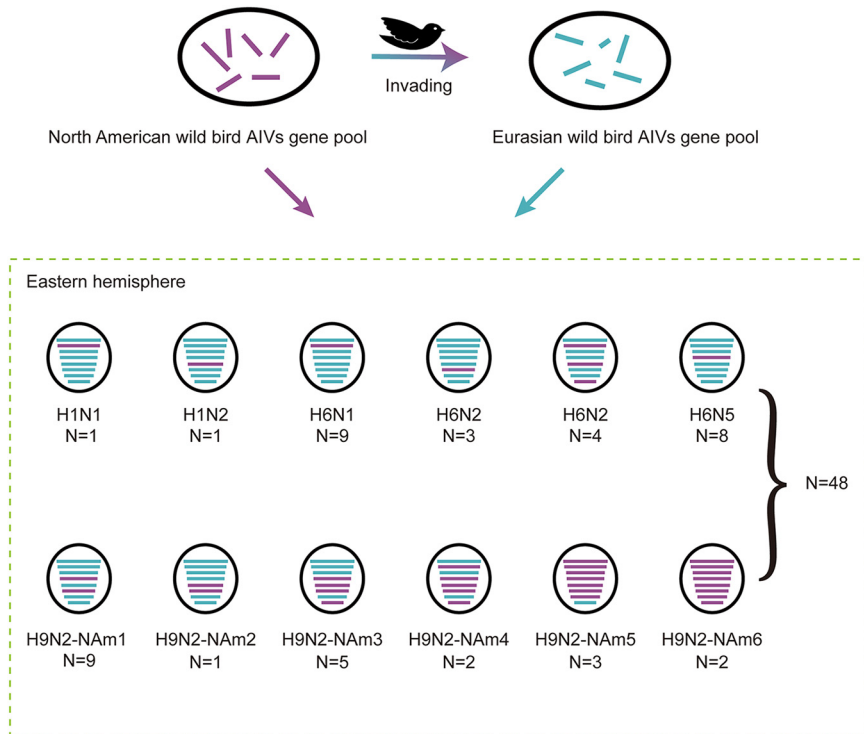 Invading
North American wild bird AIVs gene pool
Eurasian wild bird AIVs gene pool
Eastern hemisphere
H1N1
N=1
H1N2
N=1
H6N1
N=9
H6N2
N=3
H6N2
N=4
H6N5
N=8
N=48
H9N2-NAm1
N=9
H9N2-NAm2
N=1
H9N2-NAm3
N=5
H9N2-NAm4
N=2
H9N2-NAm5
N=3
H9N2-NAm6
N=2